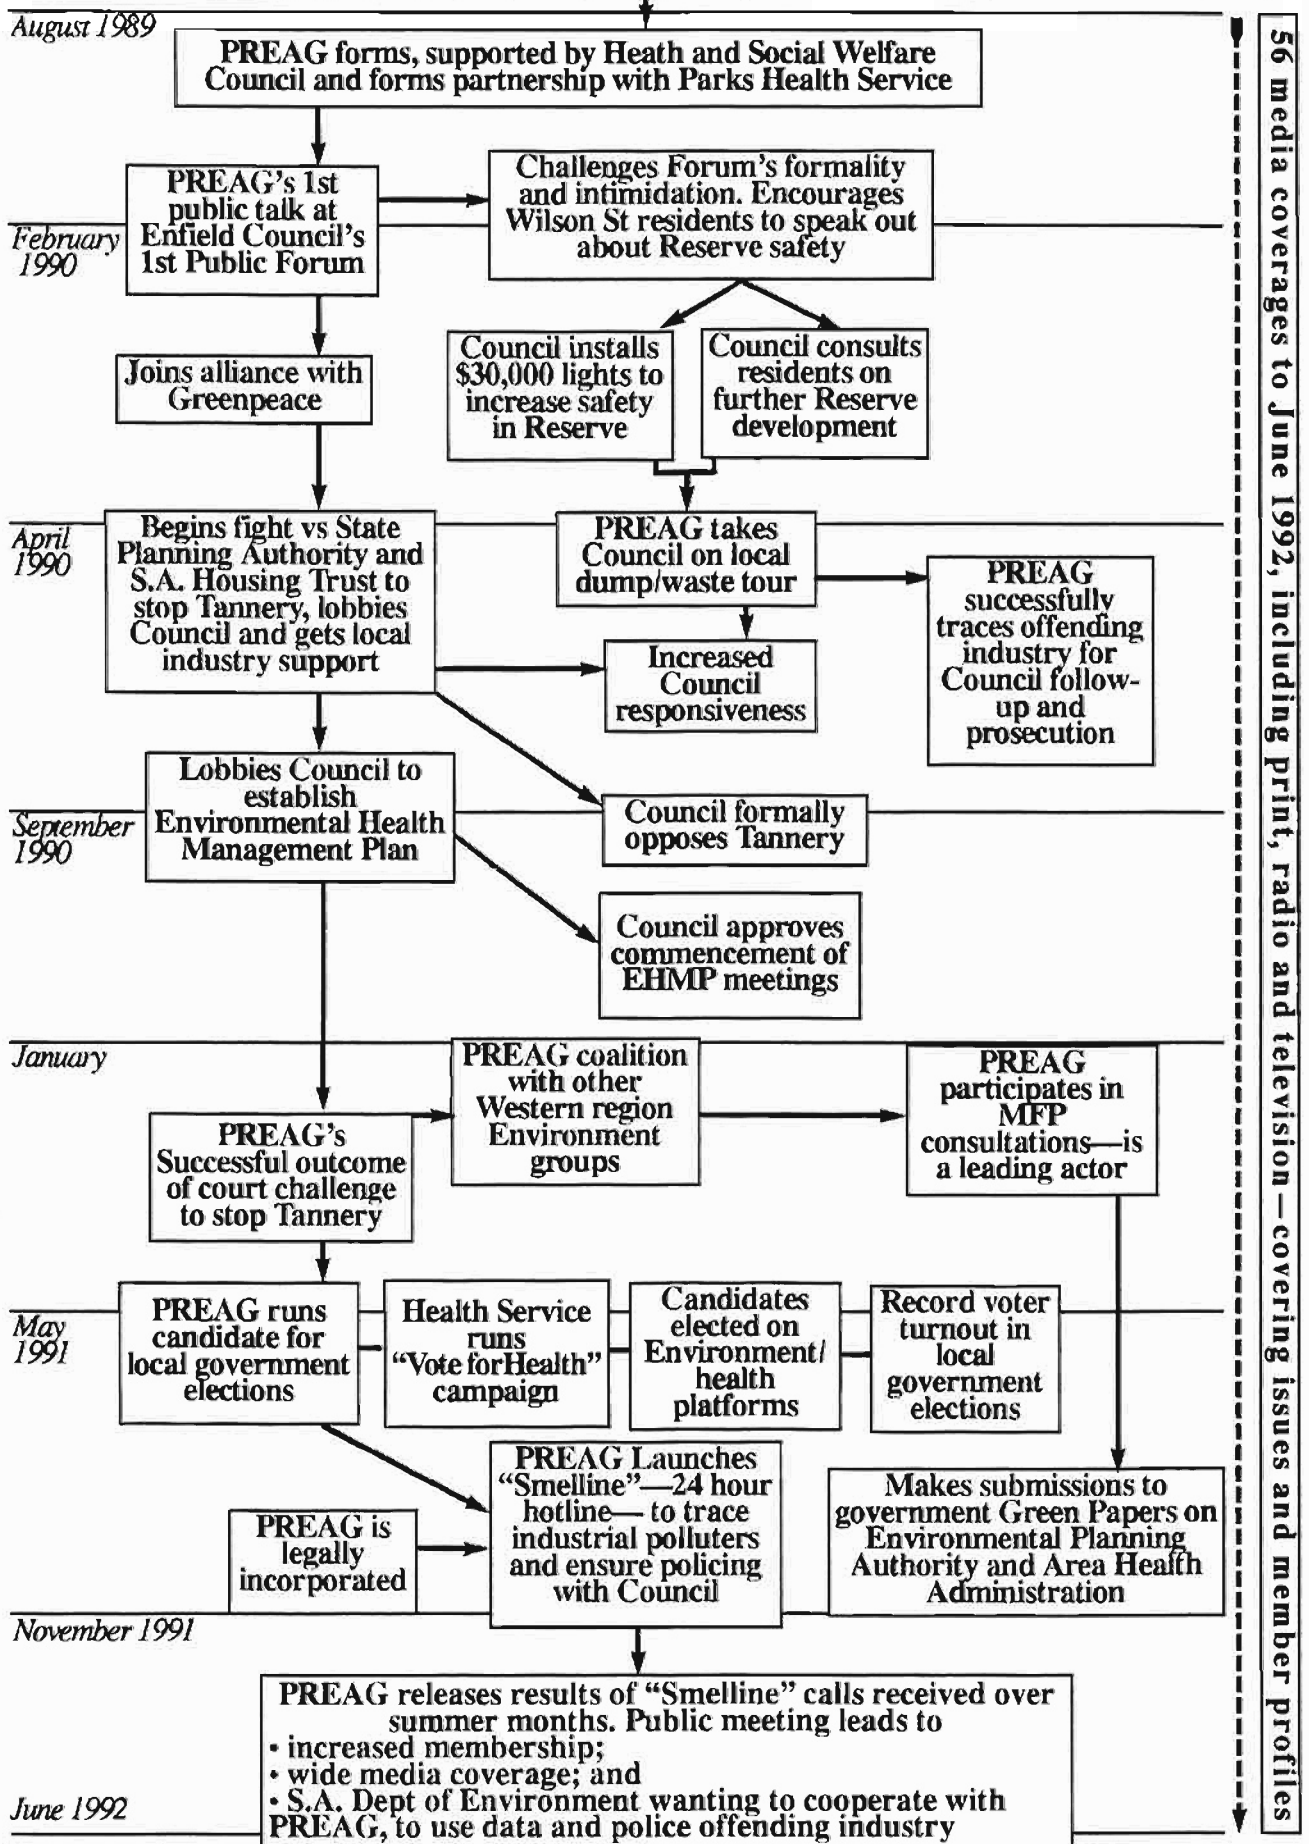 August 1989
PREAG forms, supported by Heath and Social Welfare
Council and forms partnership with Parks Health Service
PREAG's 1st
public talk at
Enfield Council's
1st Public Forum
Challenges Forum's formality
and intimidation. Encourages
Wilson St residents to speak out
about Reserve safety
February
1990
Joins alliance with
Greenpeace
Council installs
$30,000 lights to
increase safety
in Reserve
Council consults
residents on
further Reserve
development
April
1990
Begins fight vs State
Planning Authority and
S.A. Housing Trust to
stop Tannery, lobbies
Council and gets local
industry support
PREAG takes
Council on local
dump/waste tour
PREAG
successfully
traces offending
industry for
Council follow-
up and
prosecution
Increased
Council
responsiveness
Lobbies Council to
establish
Environmental Health
Management Plan
September
1990
Council formally
opposes Tannery
Council approves
commencement of
EHMP meetings
January
PREAG coalition
with other
Western region
Environment
groups
PREAG
participates in
MFP
consultations—is
a leading actor
PREAG's
Successful outcome
of court challenge
to stop Tannery
May
1991
PREAG runs
candidate for
local government
elections
Health Service
runs
“Vote forHealth”
campaign
Candidates
elected on
Environment/
health
platforms
Record voter
turnout in
local
government
elections
PREAG is
legally
incorporated
PREAG Launches
“Smelline”—24 hour
hotline— to trace
industrial polluters
and ensure policing
with Council
Makes submissions to
government Green Papers on
Environmental Planning
Authority and Area Health
Administration
November 1991
PREAG releases results of “Smelline” calls received over
summer months. Public meeting leads to
• increased membership;
• wide media coverage; and
• S.A. Dept of Environment wanting to cooperate with
PREAG, to use data and police offending industry
June 1992
56 media coverages to June 1992, including print, radio and television—covering issues and member profiles